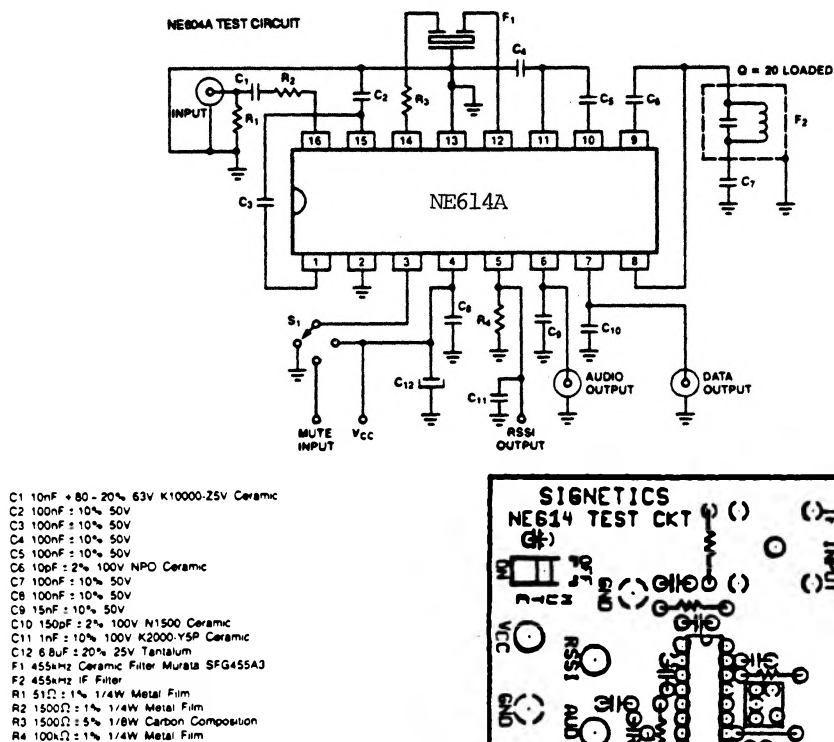 NE604A TEST CIRCUIT
F1
C4
Q = 20 LOADED
C1 R2
INPUT
R1
C2
R3
C5
C6
F2
C7
16 15 14 13 12 11 10 9
C3
NE614A
1 2 3 4 5 6 7 8
S1
C8
R4
C9
C10
C12
C11
AUDIO
OUTPUT
DATA
OUTPUT
MUTE
INPUT
VCC
RSSI
OUTPUT
C1 10nF +80 - 20% 63V K10000-Z5V Ceramic
C2 100nF ± 10% 50V
C3 100nF ± 10% 50V
C4 100nF ± 10% 50V
C5 100nF ± 10% 50V
C6 10pF ± 2% 100V NPO Ceramic
C7 100nF ± 10% 50V
C8 100nF ± 10% 50V
C9 15nF ± 10% 50V
C10 150pF ± 2% 100V N1500 Ceramic
C11 1nF ± 10% 100V K2000-Y5P Ceramic
C12 6.8uF ± 20% 25V Tantalum
F1 455kHz Ceramic Filter Murata SFG455A3
F2 455kHz IF Filter
R1 51Ω ± 1% 1/4W Metal Film
R2 1500Ω ± 1% 1/4W Metal Film
R3 1500Ω ± 5% 1/8W Carbon Composition
R4 100kΩ ± 1% 1/4W Metal Film
SIGNETICS
NE614 TEST CKT
ON
OFF
MUTE
GND
INPUT
VCC
RSSI
GND
AUD